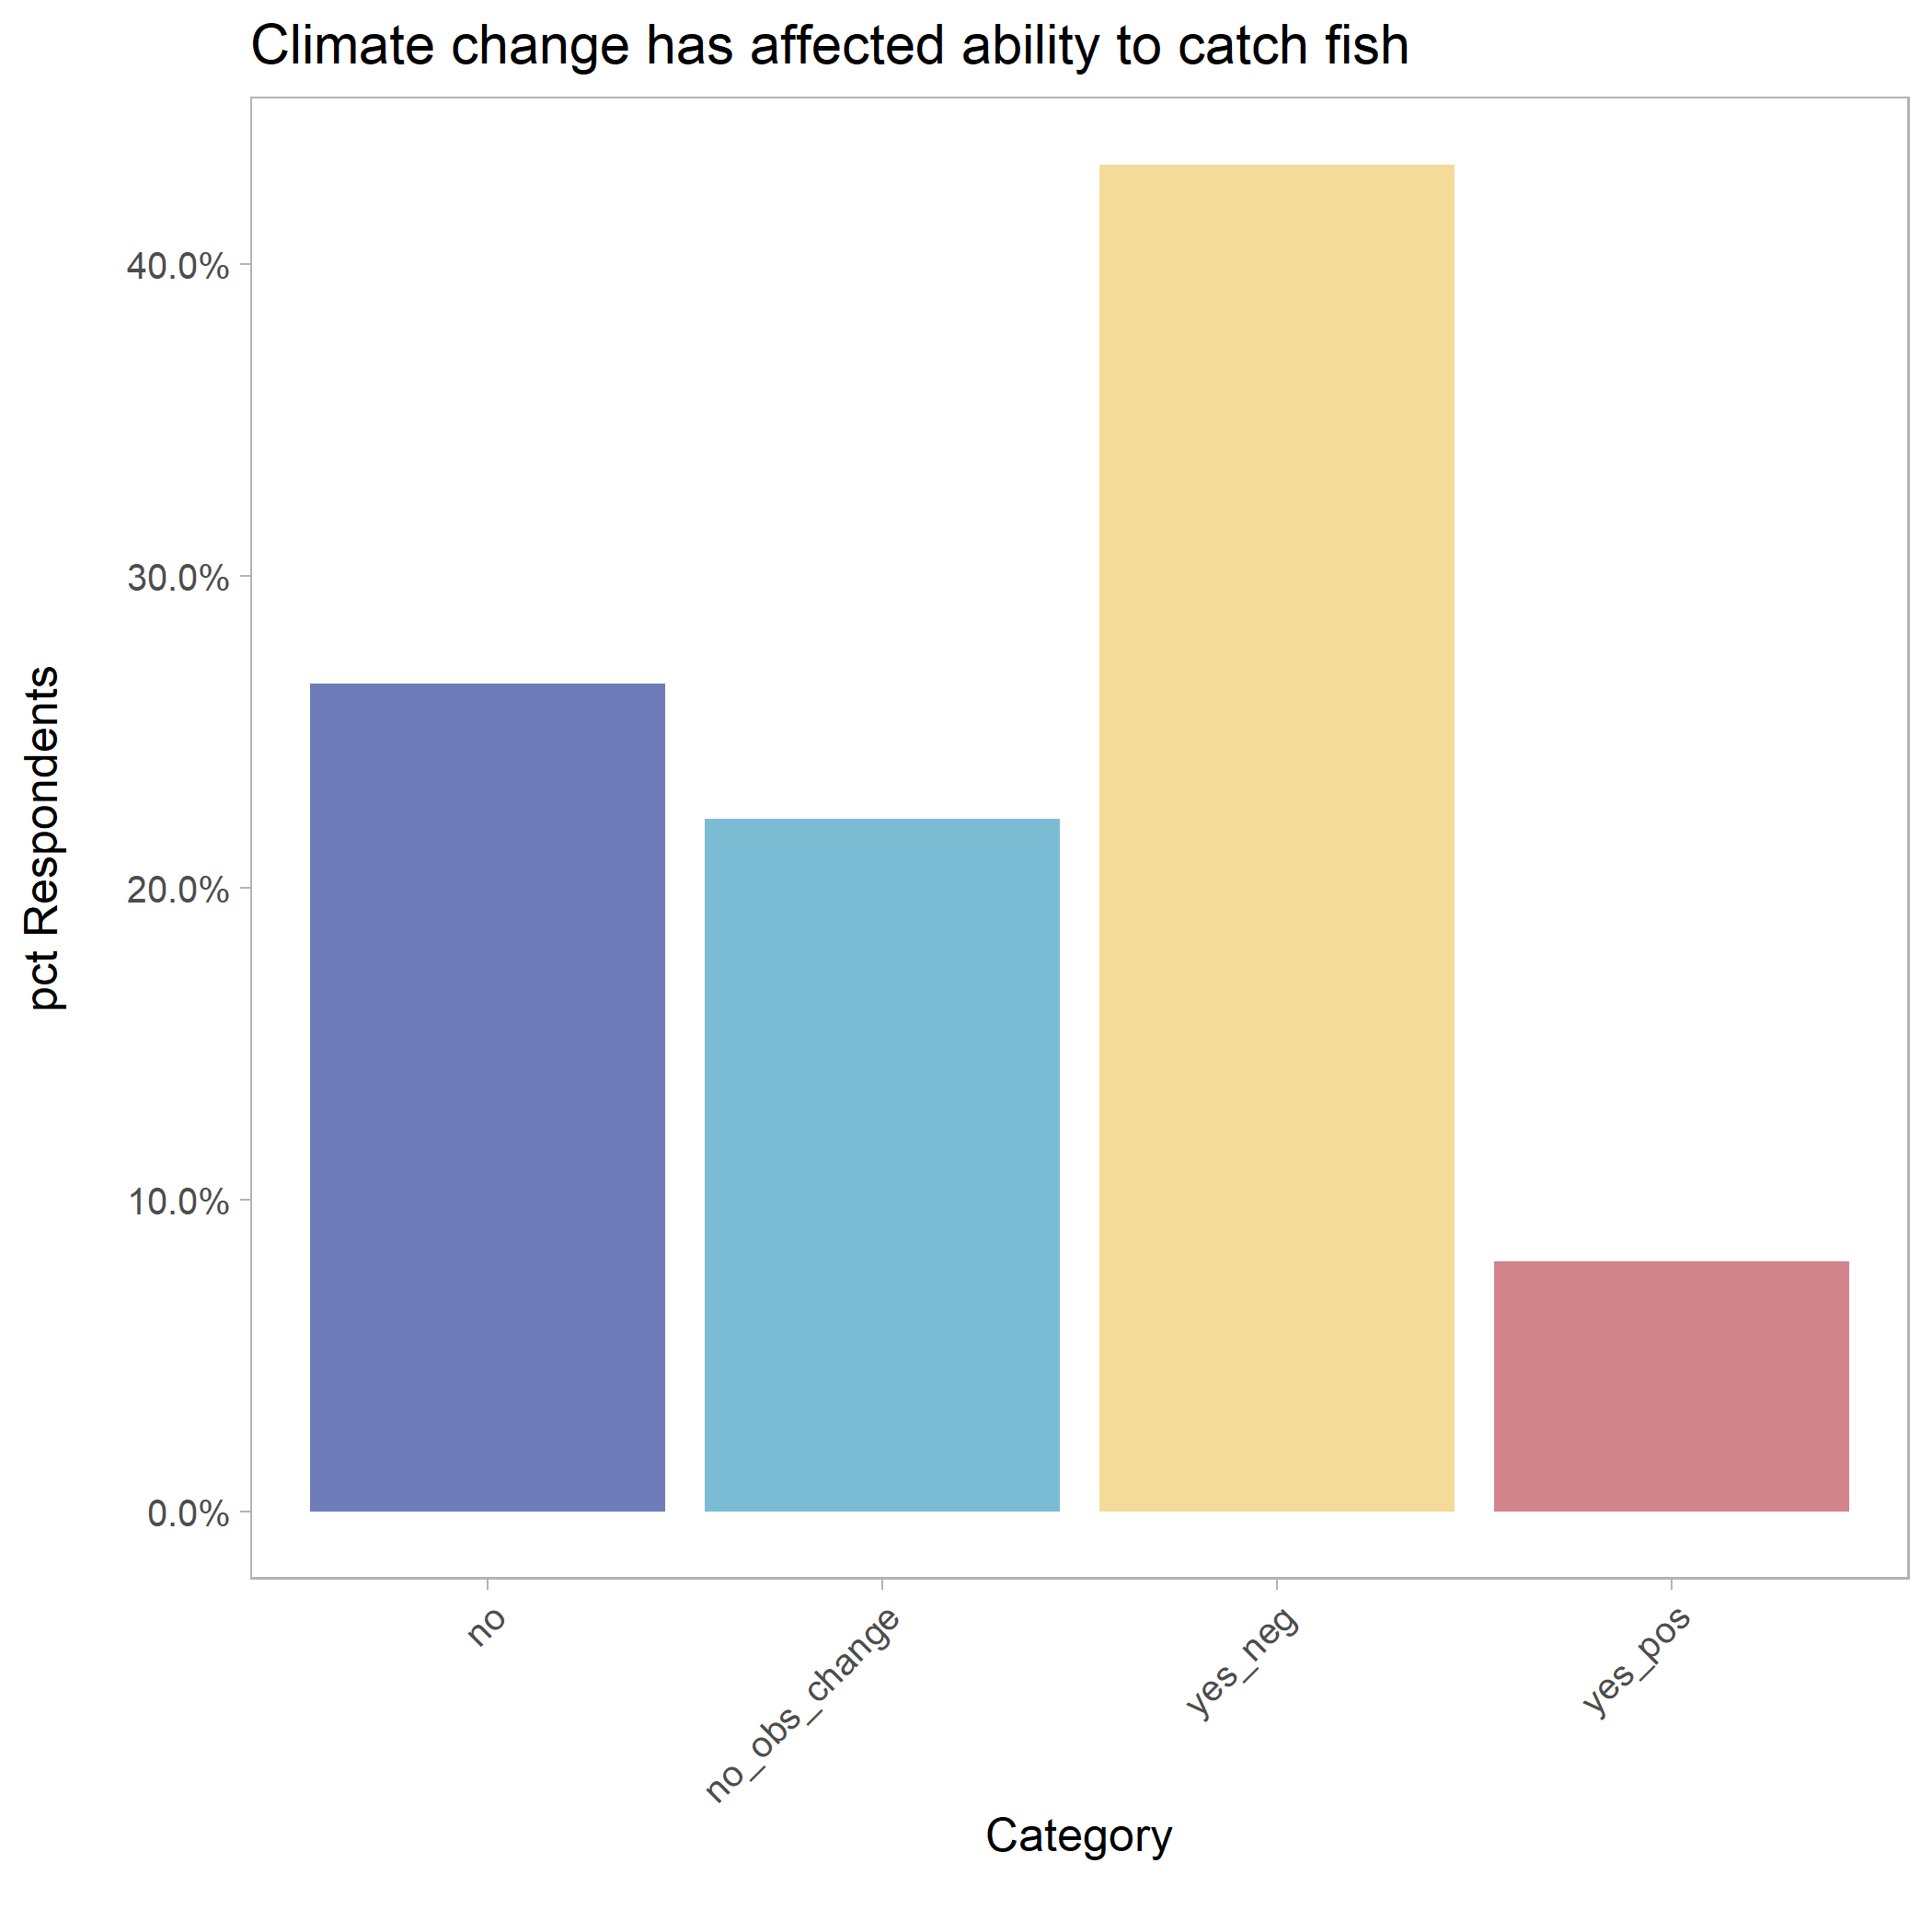 Climate change has affected ability to catch fish
pct Respondents
40.0%
30.0%
20.0%
10.0%
0.0%
no
no_obs_change
yes_neg
yes_pos
Category